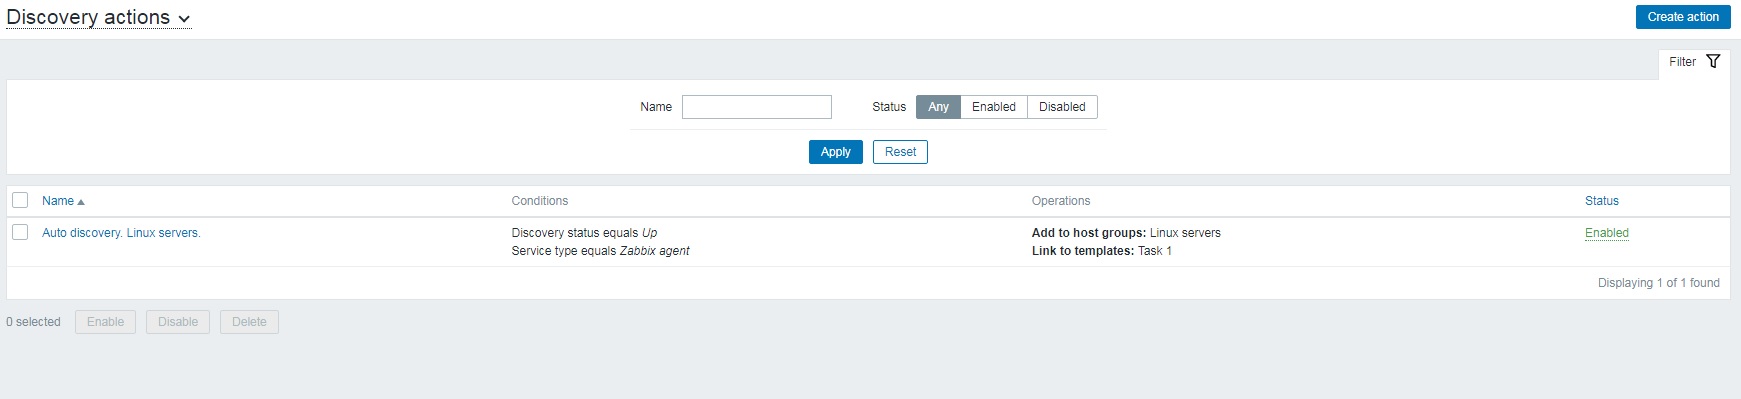 Discovery actions
Create action
Filter
Name Status Any Enabled Disabled
Apply Reset
Name Conditions Operations Status
Auto discovery. Linux servers. Discovery status equals Up Add to host groups: Linux servers Enabled
Service type equals Zabbix agent Link to templates: Task 1
Displaying 1 of 1 found
0 selected Enable Disable Delete